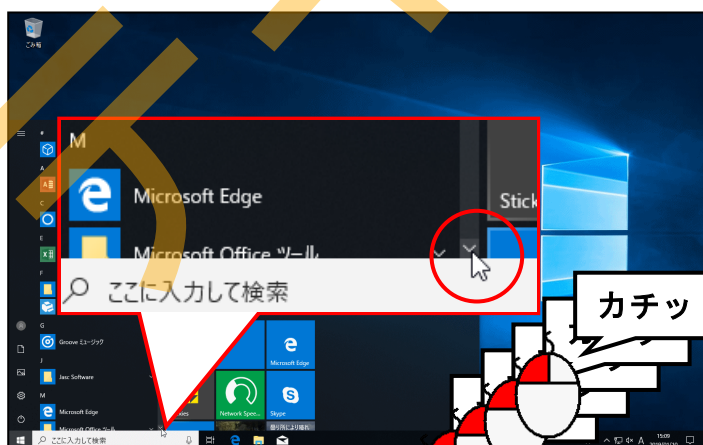 ごみ箱
M
Microsoft Edge
Stick
Microsoft Office ツール
ここに入力して検索
カチッ
#
A
C
E
F
G
Groove ミュージック
J
Jasc Software
M
Microsoft Edge
Microsoft Office ツール
Microsoft Edge
Network Spee...
Skype
ここに入力して検索
A
15:09